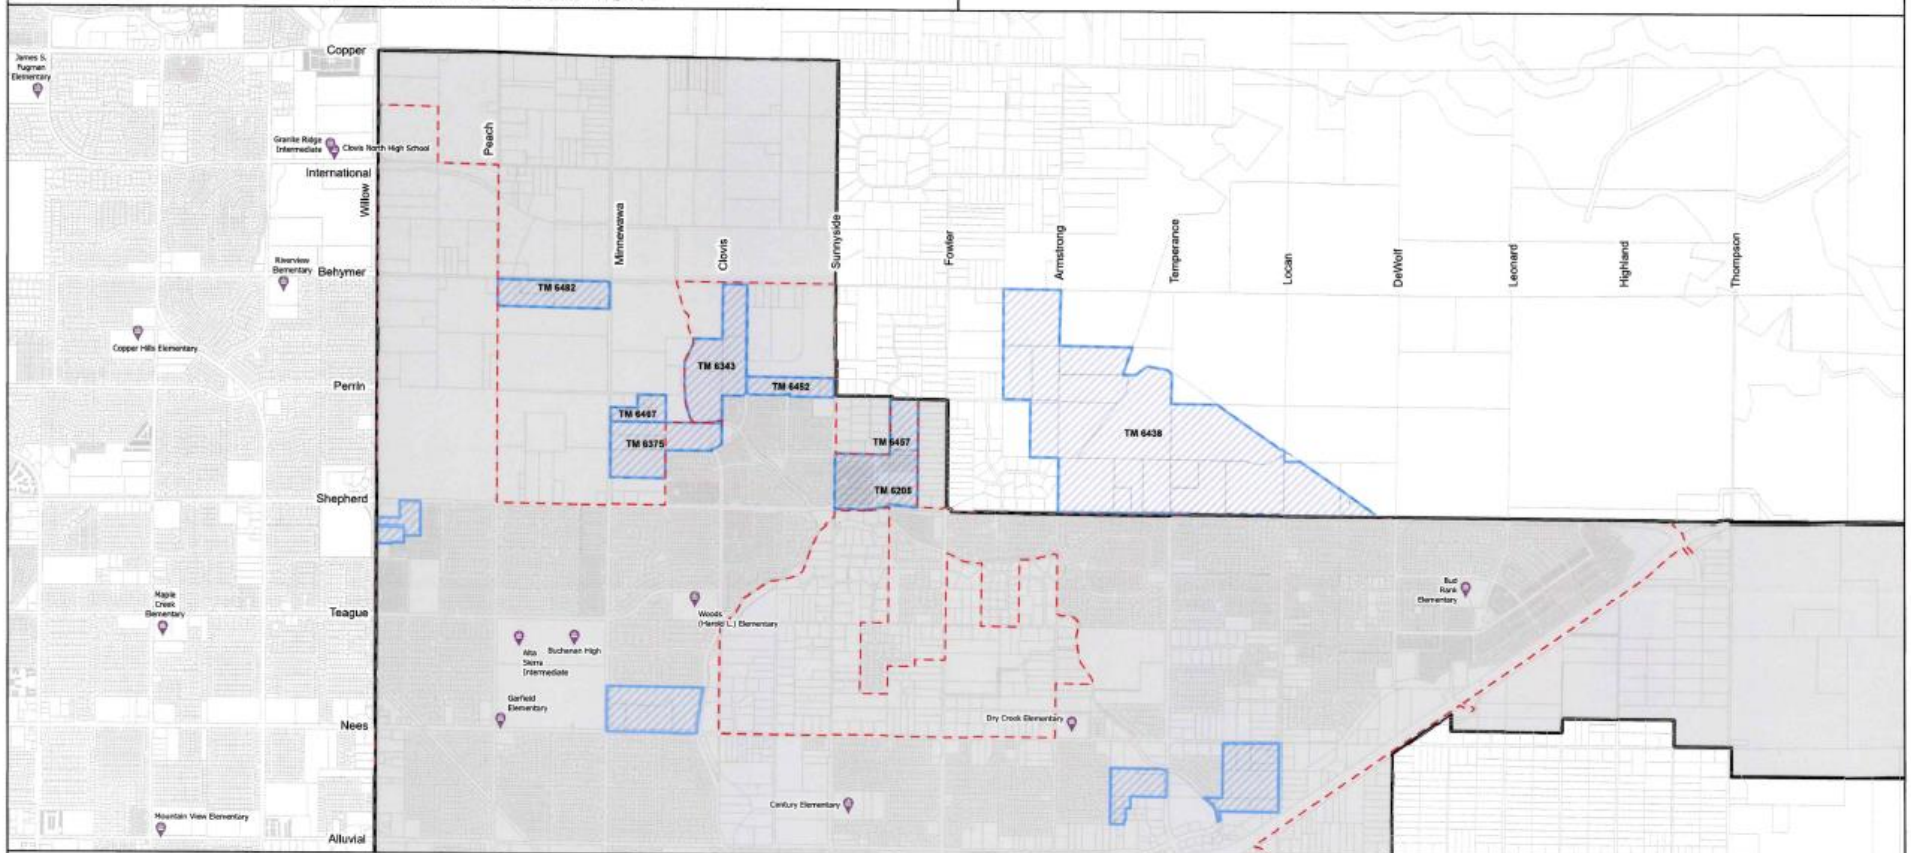 Copper
James S.
Fugman
Elementary
Granite Ridge
Intermediate
Clovis North High School
Peach
International
Willow
Minnewawa
Clovis
Sunnyside
Fowler
Armstrong
Temperance
Locan
DeWolf
Leonard
Highland
Thompson
Riverview
Elementary
Behymer
TM 6482
Copper Hills Elementary
TM 6343
Perrin
TM 6452
TM 6467
TM 6375
TM 6457
TM 6438
TM 6205
Shepherd
Maple
Creek
Elementary
Teague
Woods
(Harold L.) Elementary
Bud
Rank
Elementary
Alta
Sierra
Intermediate
Buchanan High
Garfield
Elementary
Nees
Dry Creek Elementary
Century Elementary
Mountain View Elementary
Alluvial